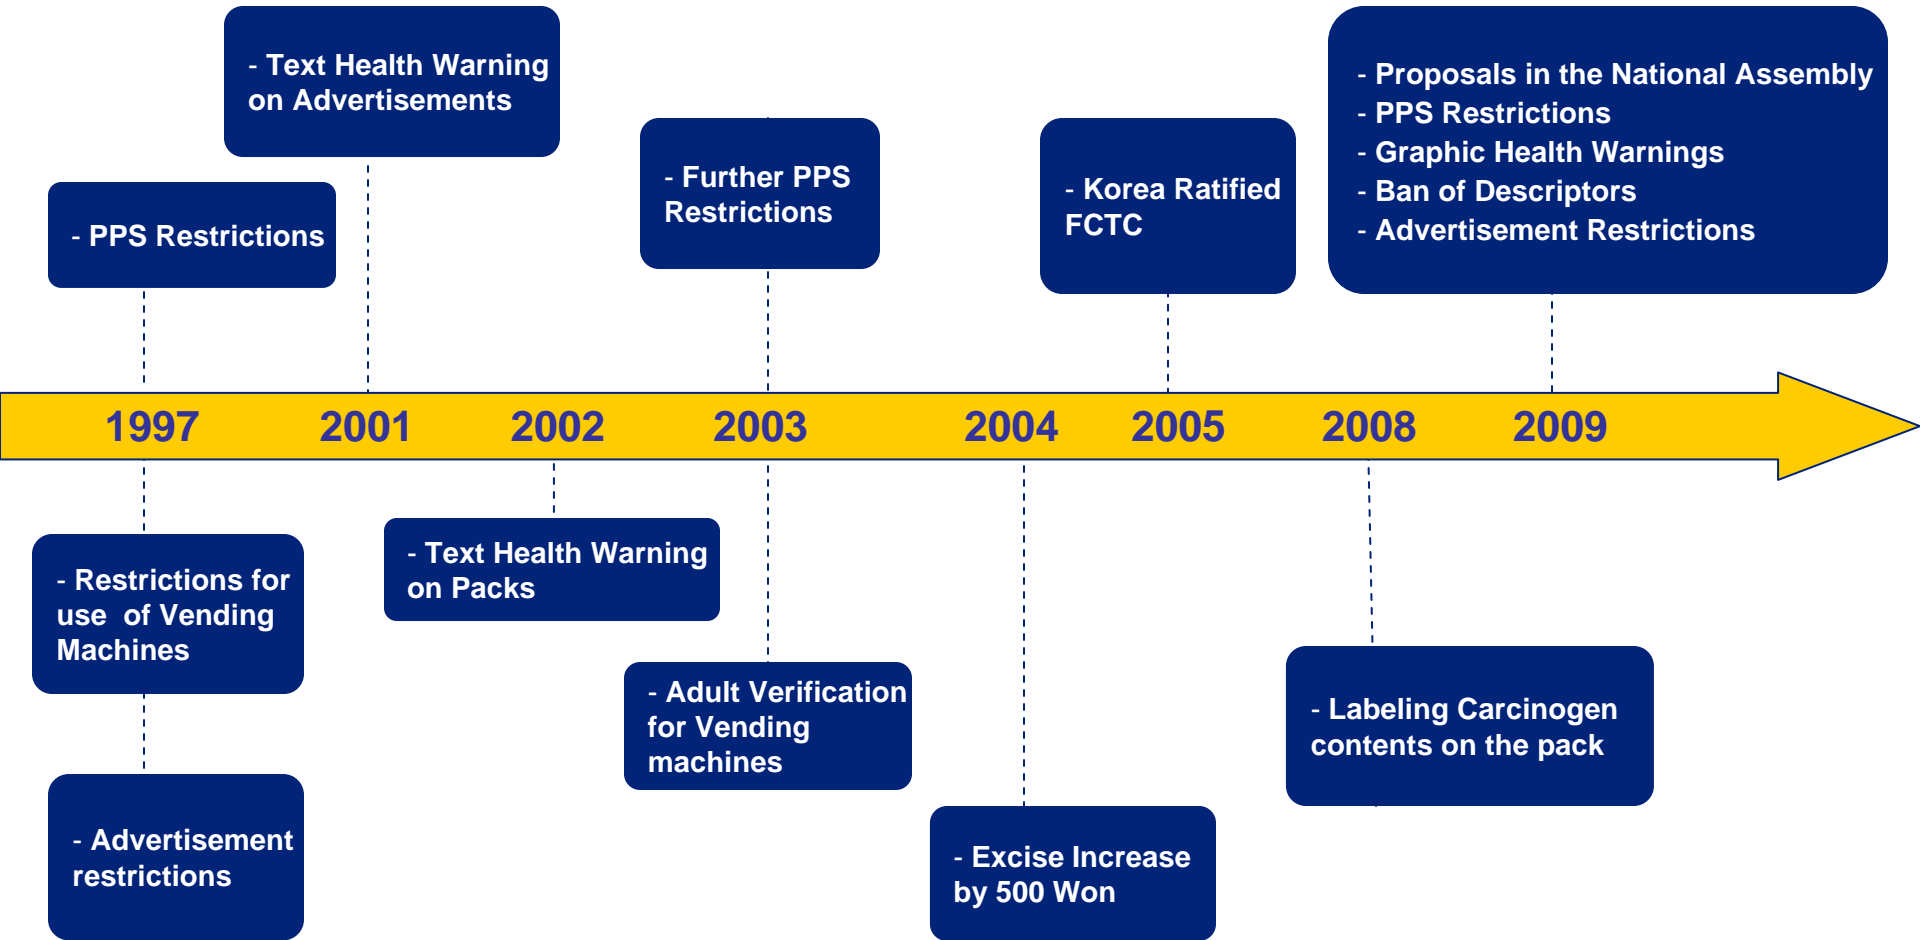 - Text Health Warning
on Advertisements
- Proposals in the National Assembly
- PPS Restrictions
- Graphic Health Warnings
- Ban of Descriptors
- Advertisement Restrictions
- PPS Restrictions
- Further PPS
Restrictions
- Korea Ratified
FCTC
1997 2001 2002 2003 2004 2005 2008 2009
- Restrictions for
use of Vending
Machines
- Text Health Warning
on Packs
- Adult Verification
for Vending
machines
- Labeling Carcinogen
contents on the pack
- Advertisement
restrictions
- Excise Increase
by 500 Won